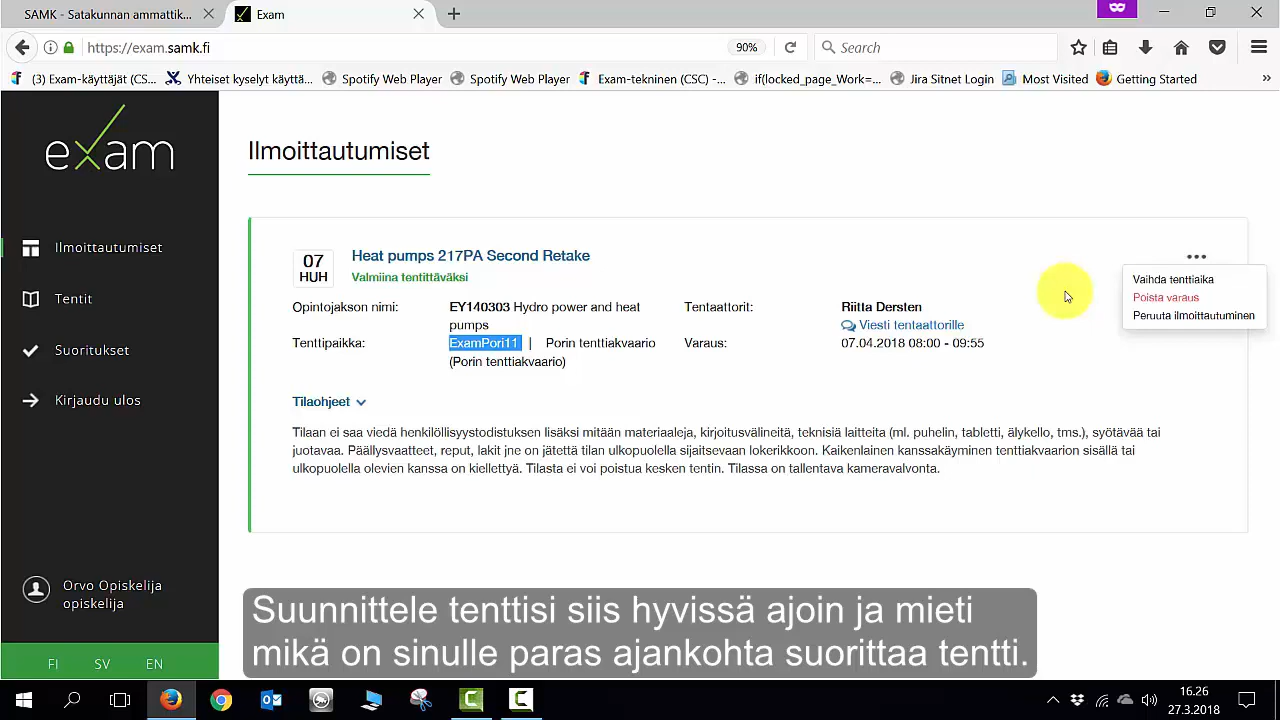 SAMK - Satakunnan ammattik...
Exam
https://exam.samk.fi
90%
Search
(3) Exam-käyttäjät (CS...
Yhteiset kyselyt käyttä...
Spotify Web Player
Spotify Web Player
Exam-tekninen (CSC) -...
if(locked_page_Work=...
Jira Sitnet Login
Most Visited
Getting Started
exam
Ilmoittautumiset
Tentit
Suoritukset
Kirjaudu ulos
Orvo Opiskelija
opiskelija
FI SV EN
Ilmoittautumiset
07
HUH
Heat pumps 217PA Second Retake
Valmiina tentittäväksi
Opintojakson nimi: EY140303 Hydro power and heat
pumps
Tentaattorit: Riitta Dersten
Viesti tentaattorille
Tenttipaikka: ExamPori11 | Porin tenttiakvaario
(Porin tenttiakvaario)
Varaus: 07.04.2018 08:00 - 09:55
Vaihda tenttiaika
Poista varaus
Peruuta ilmoittautuminen
Tilaohjeet
Tilaan ei saa viedä henkilöllisyystodistuksen lisäksi mitään materiaaleja, kirjoitusvälineitä, teknisiä laitteita (ml. puhelin, tabletti, älykello, tms.), syötävää tai
juotavaa. Päällysvaatteet, reput, lakit jne on jätettä tilan ulkopuolella sijaitsevaan lokerikkoon. Kaikenlainen kanssakäyminen tenttiakvaarion sisällä tai
ulkopuolella olevien kanssa on kiellettyä. Tilasta ei voi poistua kesken tentin. Tilassa on tallentava kameravalvonta.
Suunnittele tenttisi siis hyvissä ajoin ja mieti
mikä on sinulle paras ajankohta suorittaa tentti.
16.26
27.3.2018